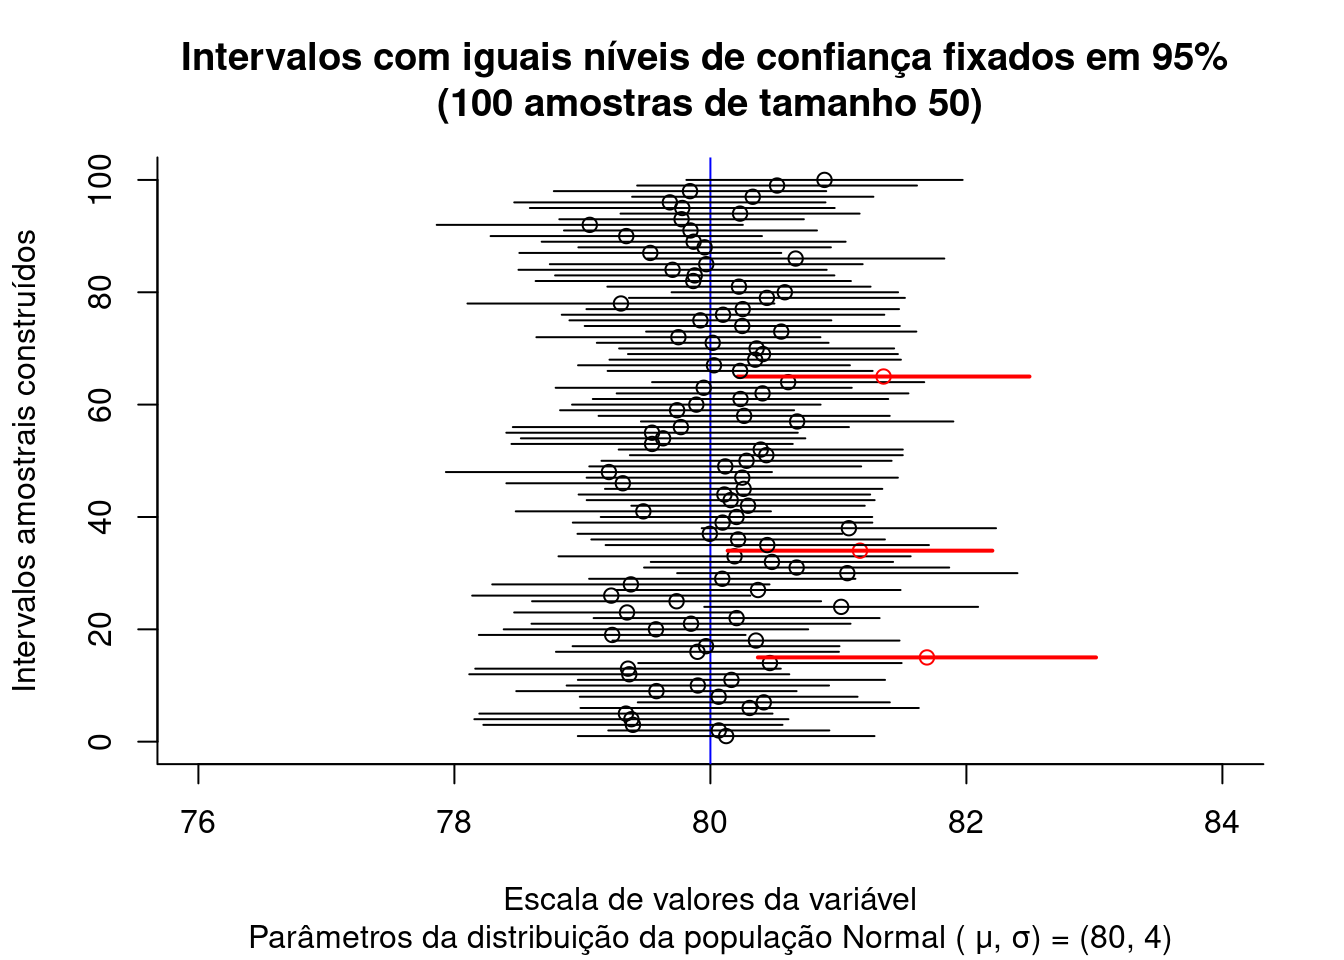 Intervalos com iguais níveis de confiança fixados em 95%
(100 amostras de tamanho 50)
Intervalos amostrais construídos
100
80
60
40
20
0
76 78 80 82 84
Escala de valores da variável
Parâmetros da distribuição da população Normal ( μ, σ) = (80, 4)